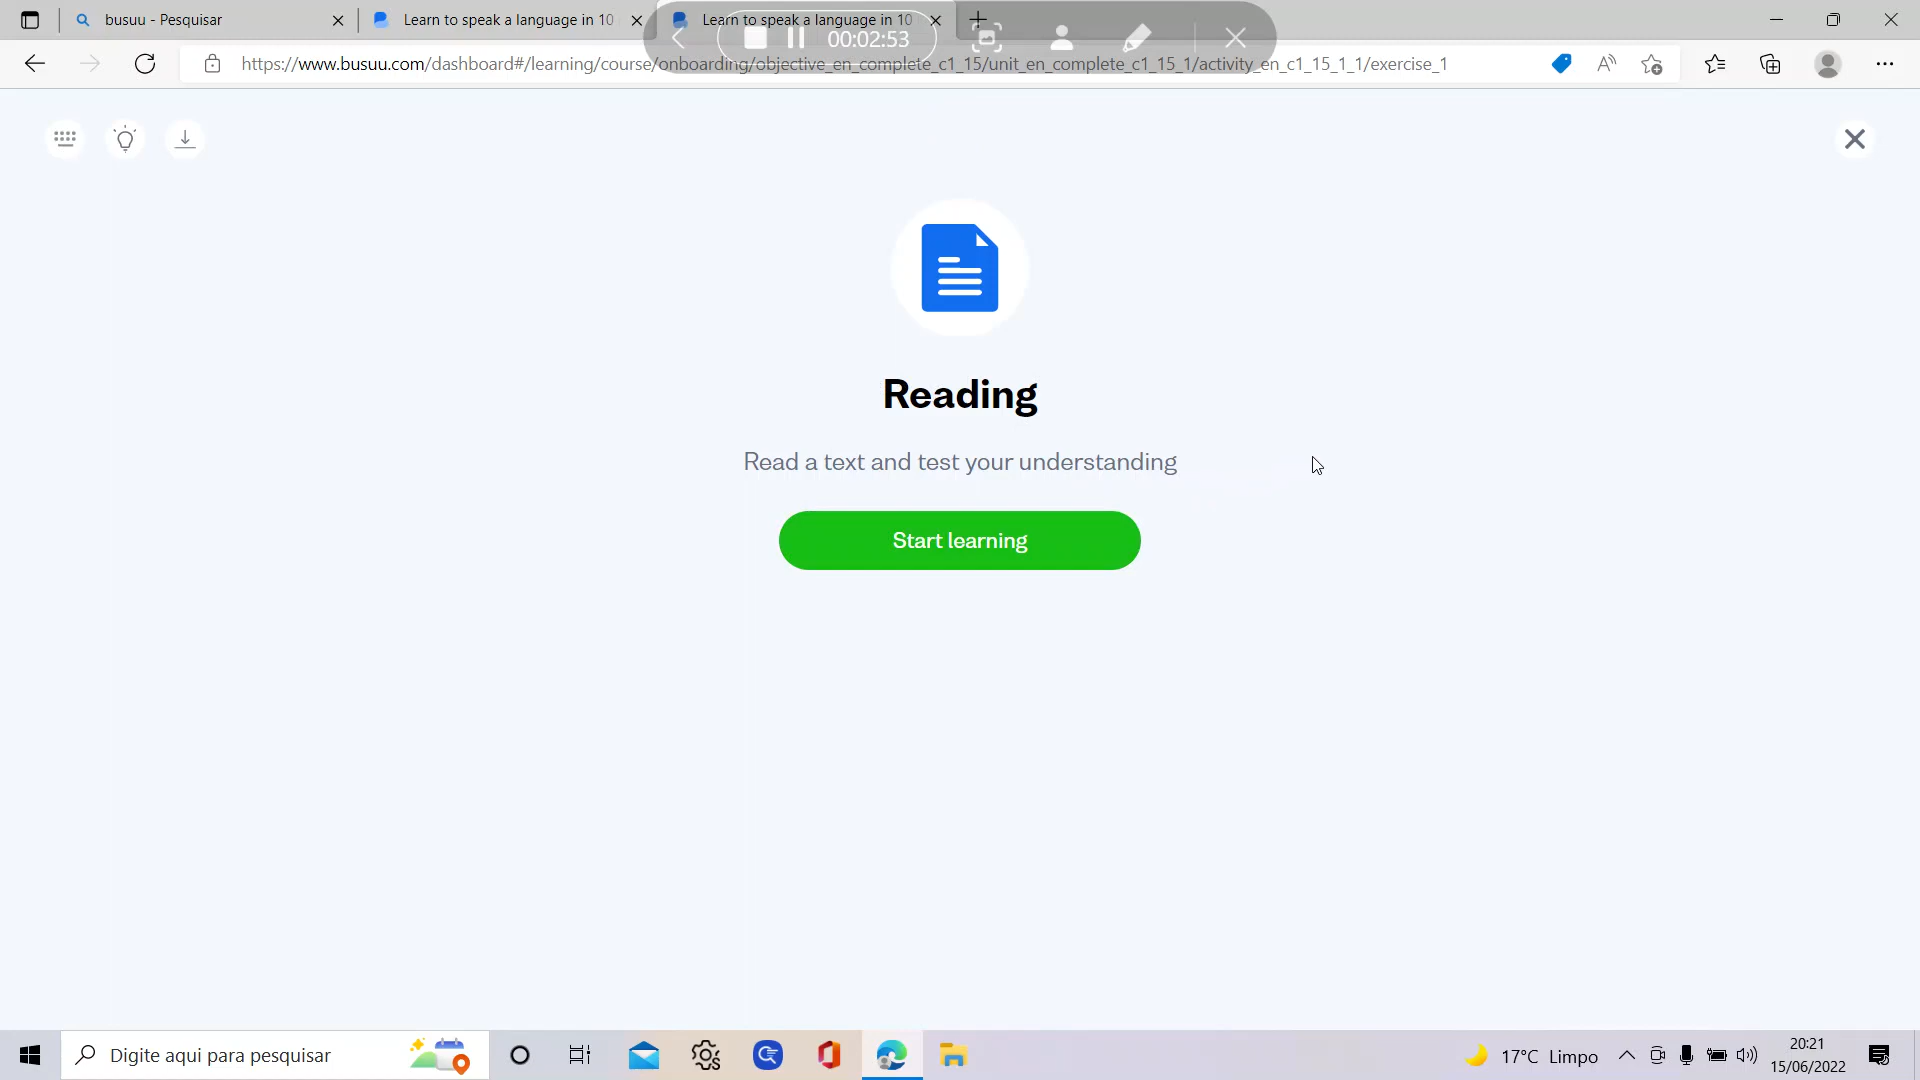 busuu - Pesquisar
Learn to speak a language in 10
Learn to speak a language in 10
00:02:53
https://www.busuu.com/dashboard#/learning/course/onboarding/objective_en_complete_c1_15/unit_en_complete_c1_15_1/activity_en_c1_15_1_1/exercise_1
Reading
Read a text and test your understanding
Start learning
Digite aqui para pesquisar
17°C Limpo
20:21
15/06/2022